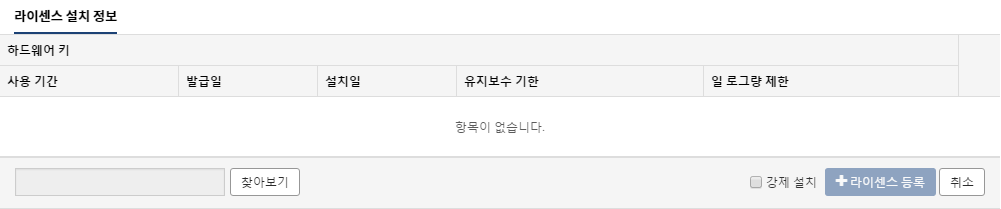 라이센스 설치 정보
하드웨어 키
사용 기간 발급일 설치일 유지보수 기한 일 로그량 제한
항목이 없습니다.
찾아보기 강제 설치 라이센스 등록 취소